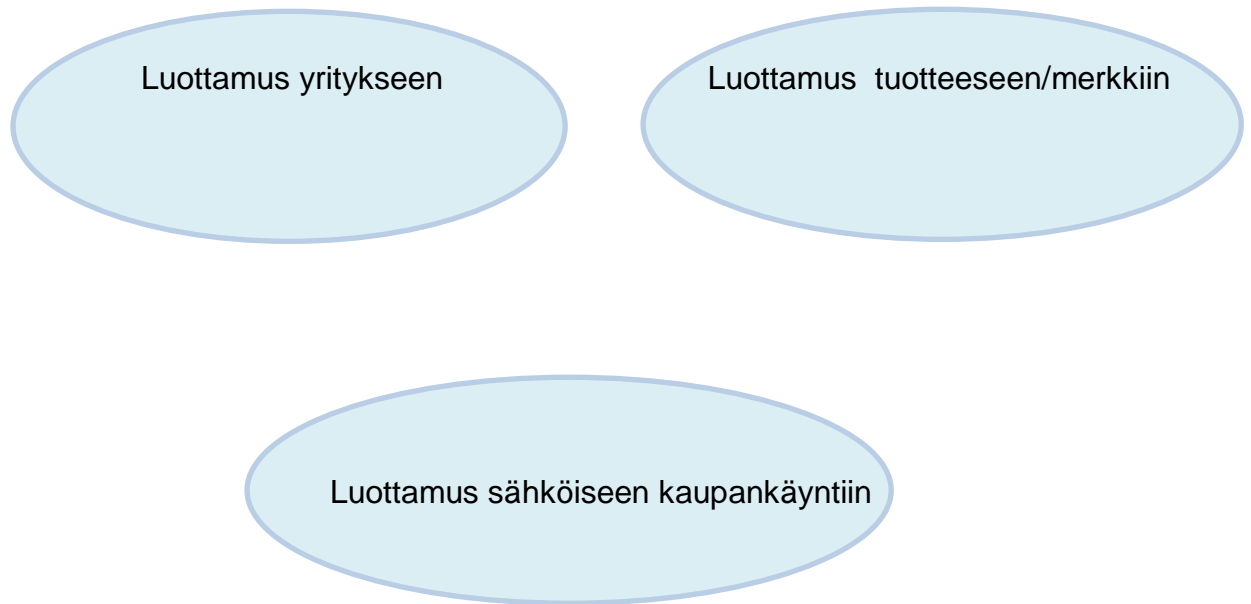 Luottamus yritykseen
Luottamus tuotteeseen/merkkiin
Luottamus sähköiseen kaupankäyntiin